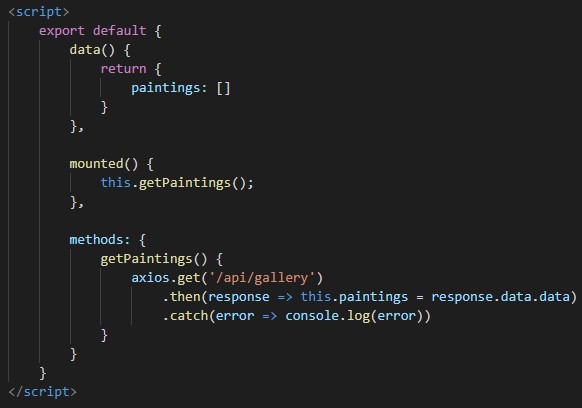 <script>
    export default {
        data() {
            return {
                paintings: []
            }
        },

        mounted() {
            this.getPaintings();
        },

        methods: {
            getPaintings() {
                axios.get('/api/gallery')
                    .then(response => this.paintings = response.data.data)
                    .catch(error => console.log(error))
            }
        }
    }
</script>